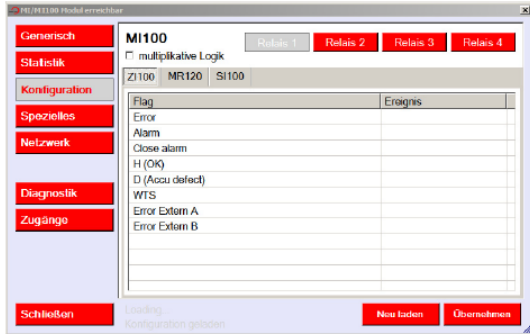 MI/MI100 Modul erreichbar
Generisch
Statistik
Konfiguration
Spezielles
Netzwerk
Diagnostik
Zugänge
Schließen
MI100
multiplikative Logik
Relais 1 Relais 2 Relais 3 Relais 4
ZI100 MR120 SI100
Flag Ereignis
Error
Alarm
Close alarm
H (OK)
D (Accu defect)
WTS
Error Extern A
Error Extern B
Loading
Konfiguration geladen
Neu laden Übernehmen